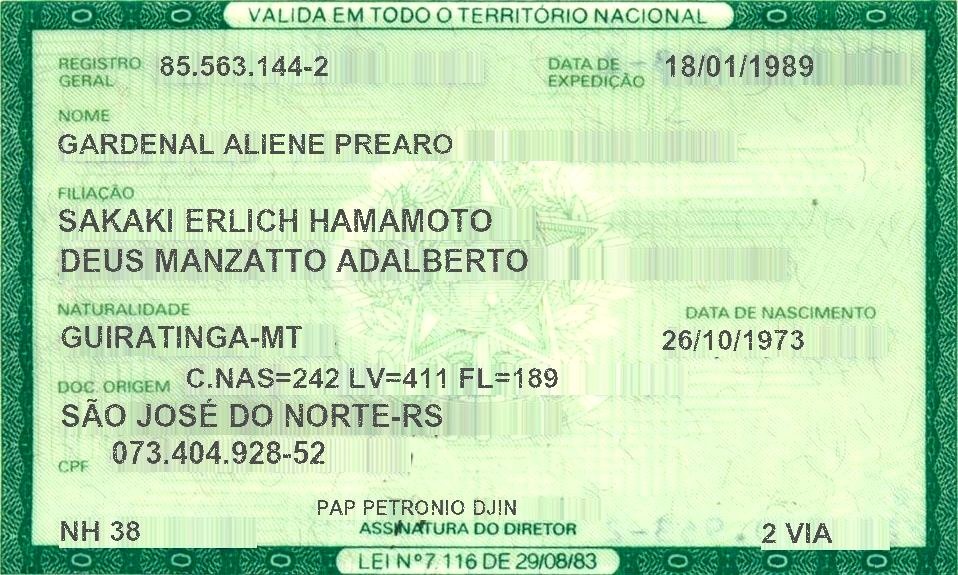 VALIDA EM TODO O TERRITÓRIO NACIONAL
REGISTRO GERAL 85.563.144-2 DATA DE EXPEDIÇÃO 18/01/1989
NOME
GARDENAL ALIENE PREARO
FILIAÇÃO
SAKAKI ERLICH HAMAMOTO
DEUS MANZATTO ADALBERTO
NATURALIDADE DATA DE NASCIMENTO
GUIRATINGA-MT 26/10/1973
DOC. ORIGEM C.NAS=242 LV=411 FL=189
SÃO JOSÉ DO NORTE-RS
CPF 073.404.928-52
PAP PETRONIO DJIN
NH 38 ASSINATURA DO DIRETOR 2 VIA
LEI Nº 7.116 DE 29/08/83